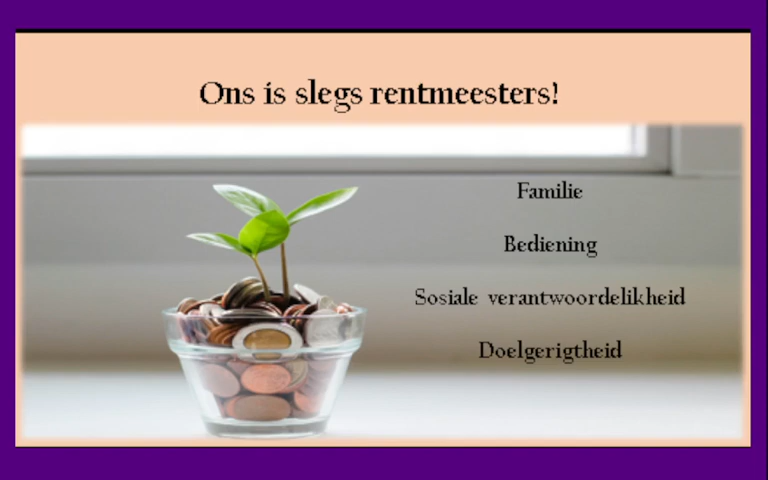 Ons is slegs rentmeesters!
Familie
Bediening
Sosiale verantwoordelikheid
Doelgerigtheid